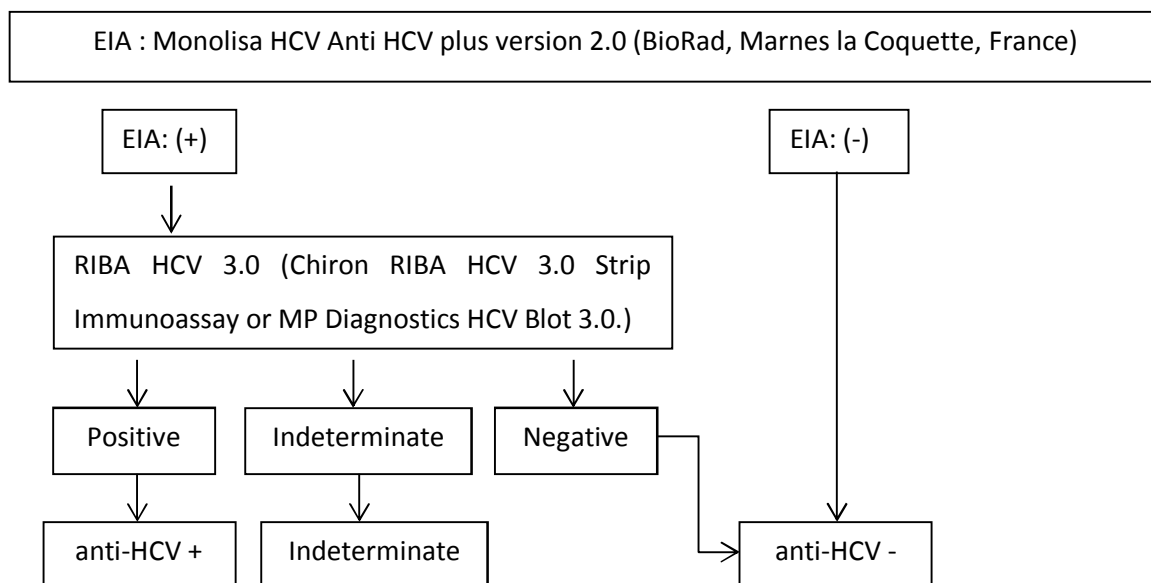 EIA : Monolisa HCV Anti HCV plus version 2.0 (BioRad, Marnes la Coquette, France)
EIA: (+)
EIA: (-)
RIBA HCV 3.0 (Chiron RIBA HCV 3.0 Strip
Immunoassay or MP Diagnostics HCV Blot 3.0.)
Positive
Indeterminate
Negative
anti-HCV +
Indeterminate
anti-HCV -